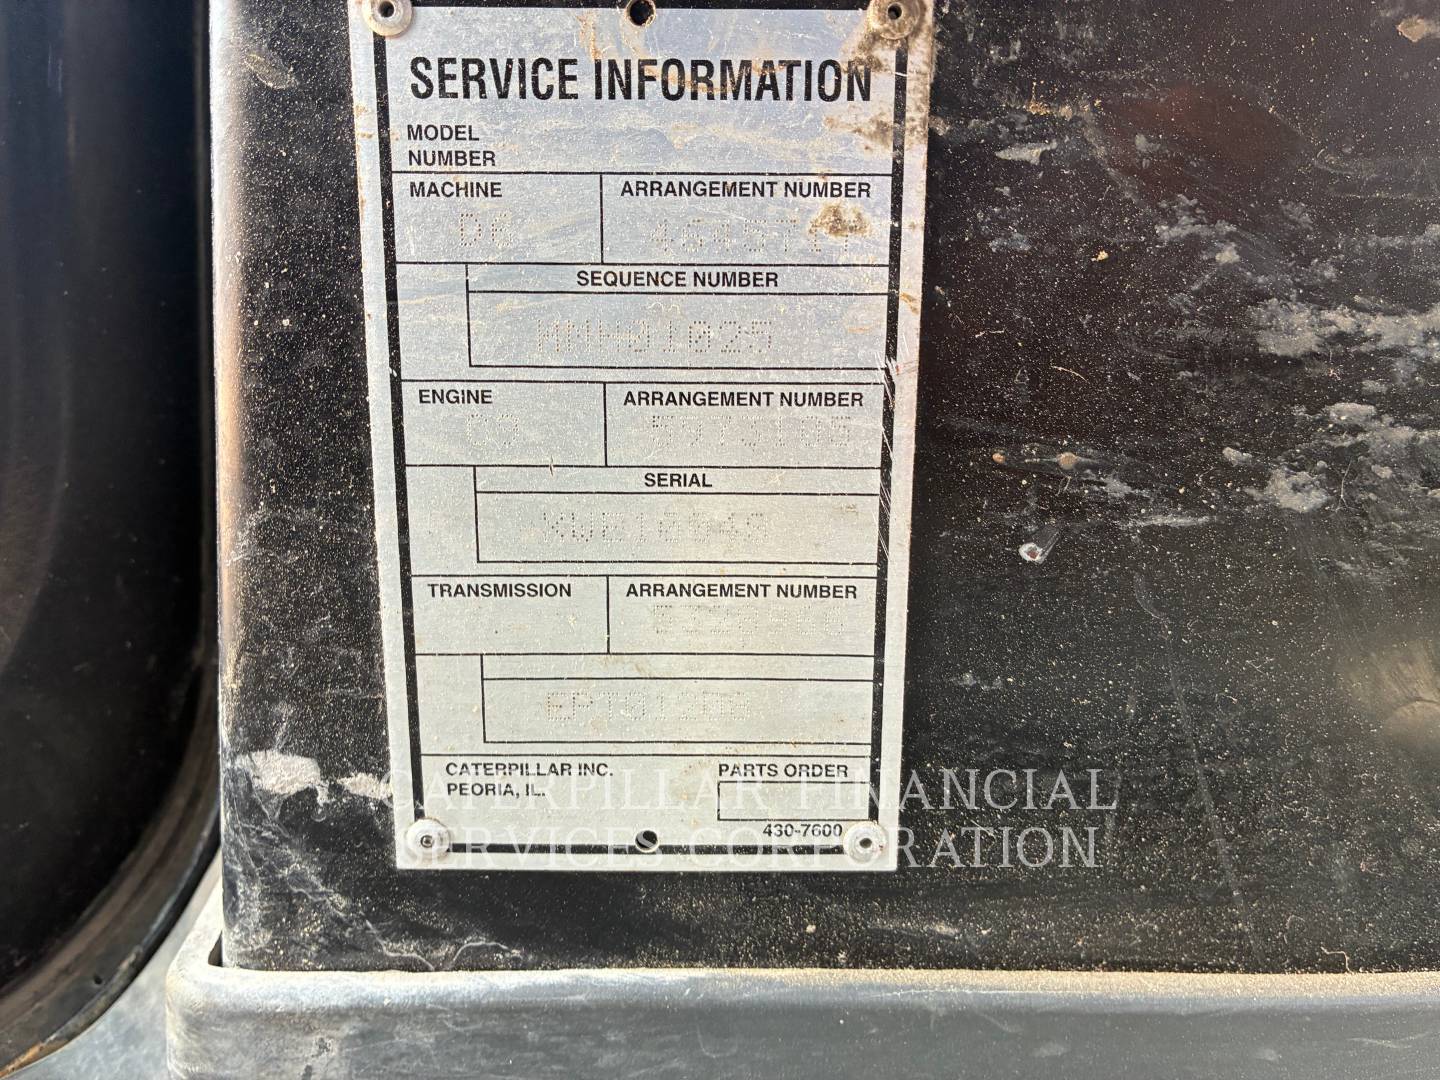 SERVICE INFORMATION
MODEL
NUMBER
MACHINE ARRANGEMENT NUMBER
D6
SEQUENCE NUMBER
ENGINE ARRANGEMENT NUMBER
C9
SERIAL
TRANSMISSION ARRANGEMENT NUMBER
CATERPILLAR INC. PARTS ORDER
PEORIA, IL.
430-7600
CATERPILLAR FINANCIAL
SERVICES CORPORATION